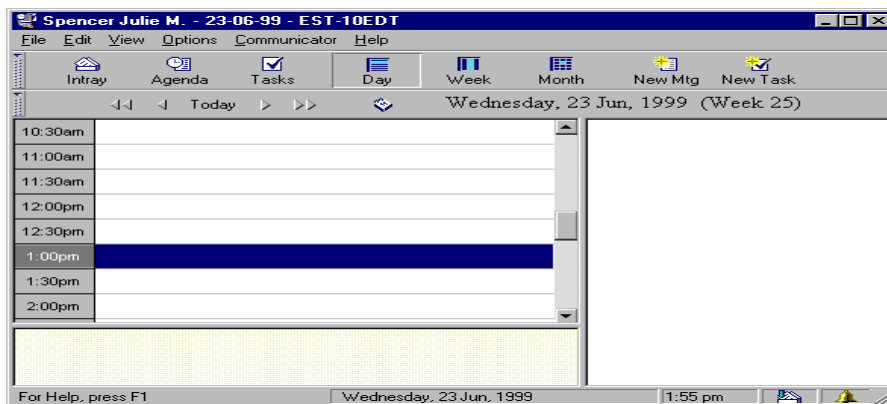 Spencer Julie M. - 23-06-99 - EST-10EDT
File Edit View Options Communicator Help
Intray Agenda Tasks Day Week Month New Mtg New Task
Today Wednesday, 23 Jun, 1999 (Week 25)
10:30am
11:00am
11:30am
12:00pm
12:30pm
1:00pm
1:30pm
2:00pm
For Help, press F1 Wednesday, 23 Jun, 1999 1:55 pm